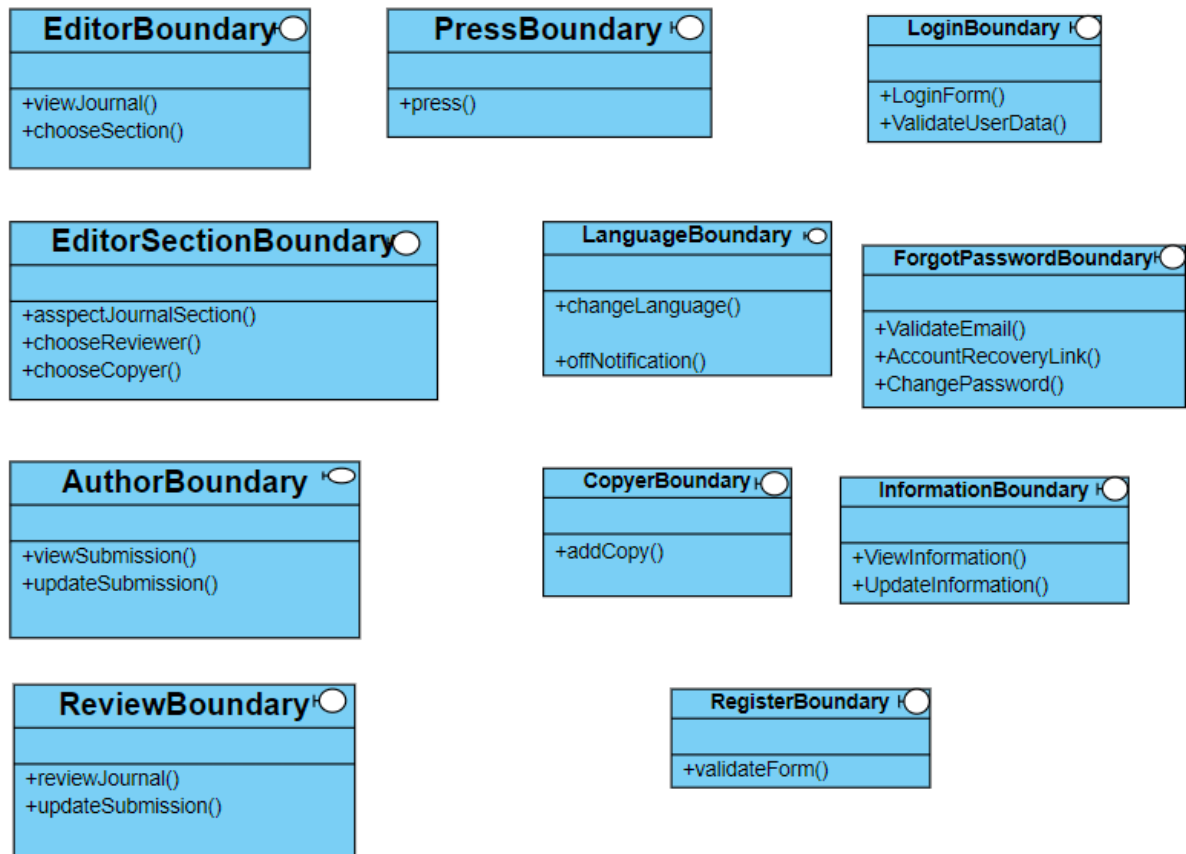 EditorBoundary
+viewJournal()
+chooseSection()
PressBoundary
+press()
LoginBoundary
+LoginForm()
+ValidateUserData()
EditorSectionBoundary
+asspectJournalSection()
+chooseReviewer()
+chooseCopyer()
LanguageBoundary
+changeLanguage()
+offNotification()
ForgotPasswordBoundary
+ValidateEmail()
+AccountRecoveryLink()
+ChangePassword()
AuthorBoundary
+viewSubmission()
+updateSubmission()
CopyerBoundary
+addCopy()
InformationBoundary
+ViewInformation()
+UpdateInformation()
ReviewBoundary
+reviewJournal()
+updateSubmission()
RegisterBoundary
+validateForm()